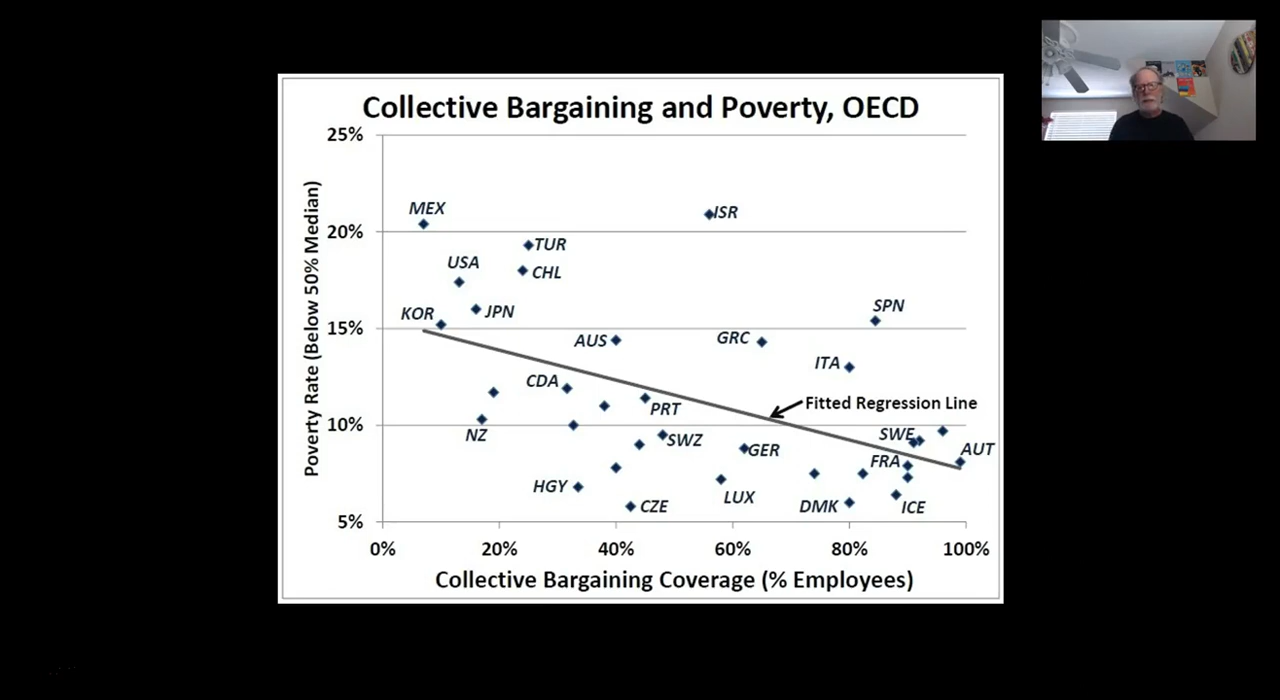 Collective Bargaining and Poverty, OECD
25%
20%
15%
10%
5%
Poverty Rate (Below 50% Median)
MEX
ISR
TUR
USA
CHL
SPN
KOR
JPN
AUS
GRC
ITA
CDA
Fitted Regression Line
PRT
NZ
SWZ
SWE
GER
AUT
FRA
HGY
LUX
CZE
DMK
ICE
0%
20%
40%
60%
80%
100%
Collective Bargaining Coverage (% Employees)